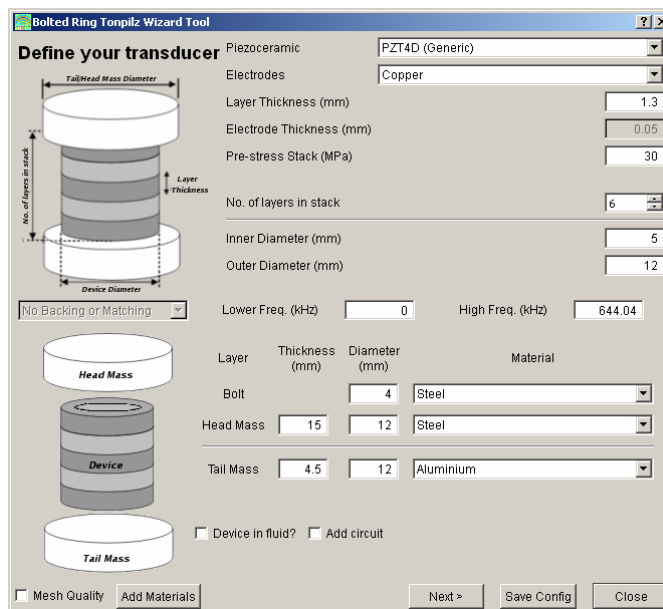 Bolted Ring Tonpilz Wizard Tool
Define your transducer
Piezoceramic PZT4D (Generic)
Electrodes Copper
Layer Thickness (mm) 1.3
Electrode Thickness (mm) 0.05
Pre-stress Stack (MPa) 30
No. of layers in stack 6
Inner Diameter (mm) 5
Outer Diameter (mm) 12
Tail/Head Mass Diameter
No. of layers in stack
Layer
Thickness
Device Diameter
No Backing or Matching
Lower Freq. (kHz) 0 High Freq. (kHz) 644.04
Layer Thickness (mm) Diameter (mm) Material
Bolt 4 Steel
Head Mass 15 12 Steel
Tail Mass 4.5 12 Aluminium
Head Mass
Device
Tail Mass
Device in fluid? Add circuit
Mesh Quality Add Materials Next > Save Config Close